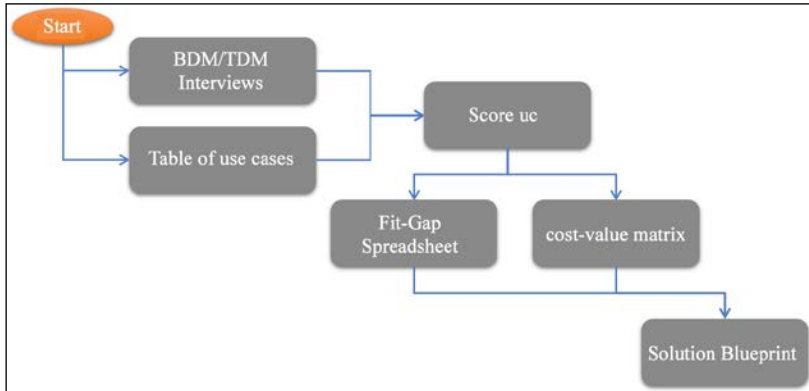 Start
BDM/TDM
Interviews
Table of use cases
Score uc
Fit-Gap
Spreadsheet
cost-value matrix
Solution Blueprint